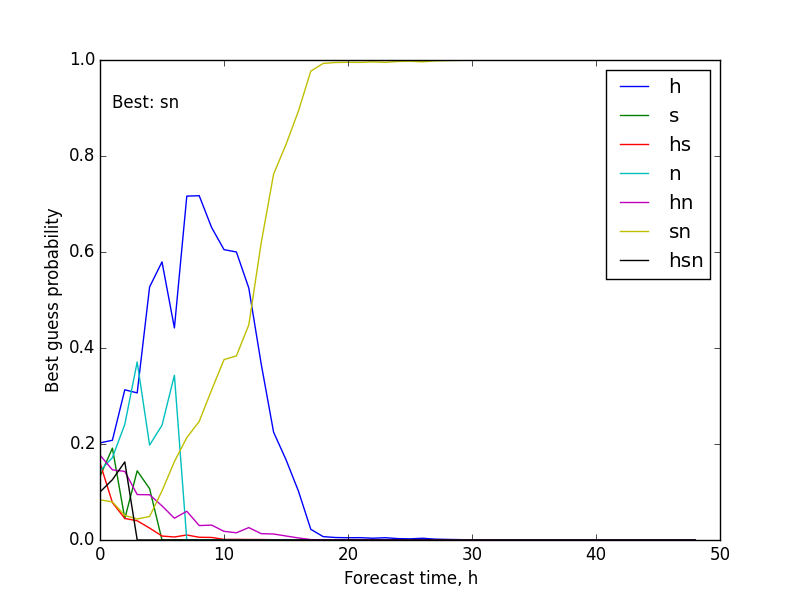 1.0
0.8
0.6
0.4
0.2
0.0
Best guess probability
Best: sn
h
s
hs
n
hn
sn
hsn
0 10 20 30 40 50
Forecast time, h